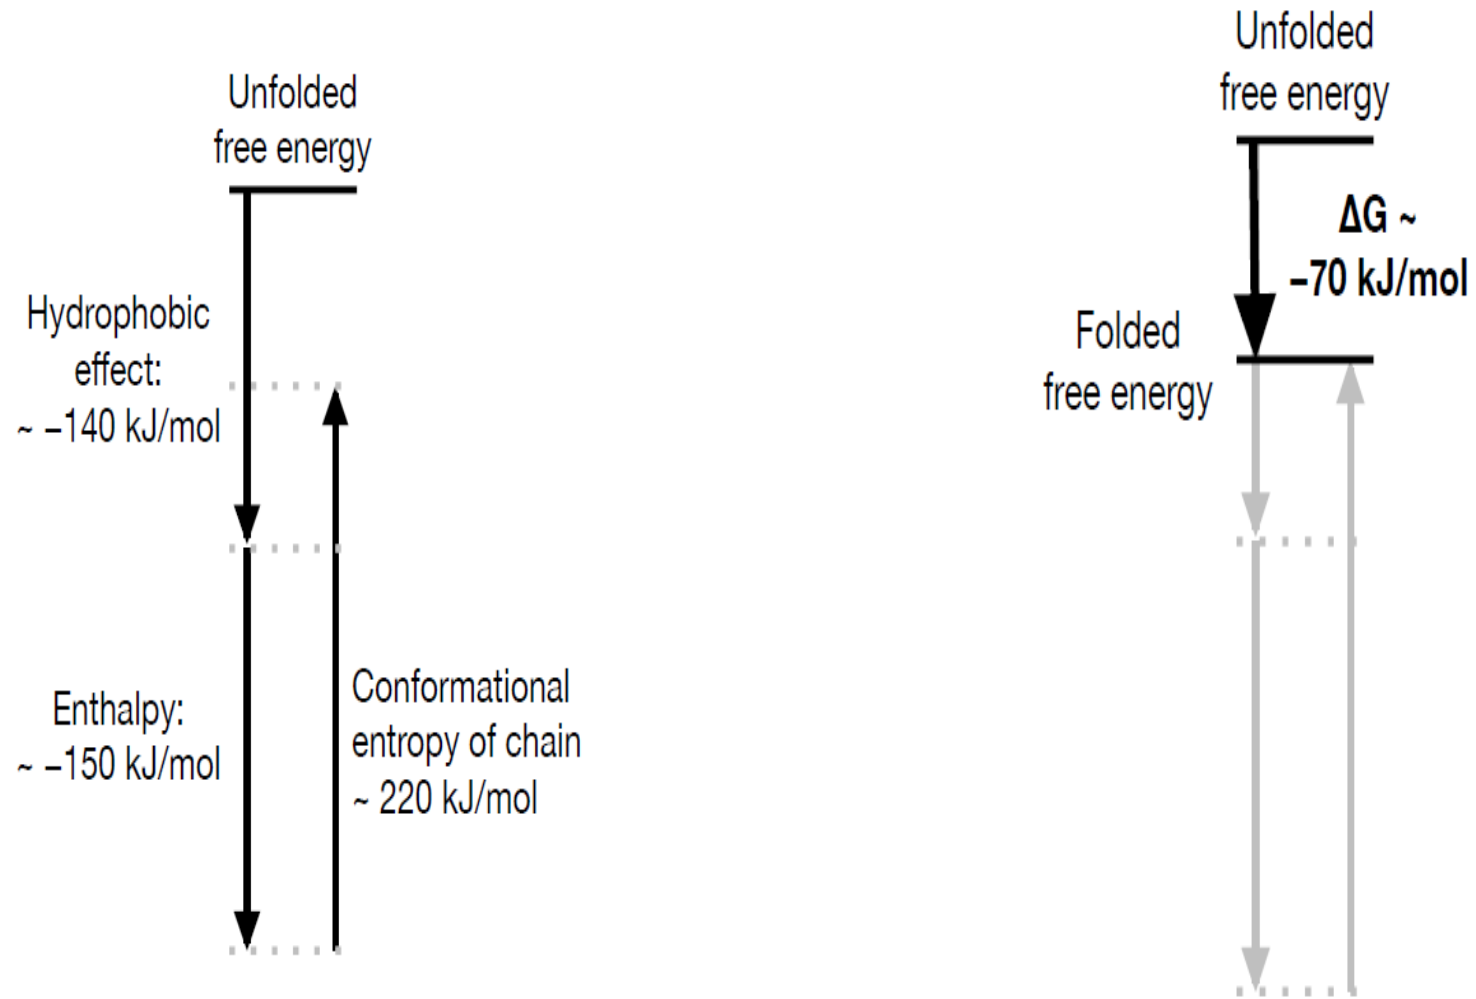 Unfolded
free energy
Hydrophobic
effect:
~ –140 kJ/mol
Enthalpy:
~ –150 kJ/mol
Conformational
entropy of chain
~ 220 kJ/mol
Unfolded
free energy
ΔG ~
–70 kJ/mol
Folded
free energy